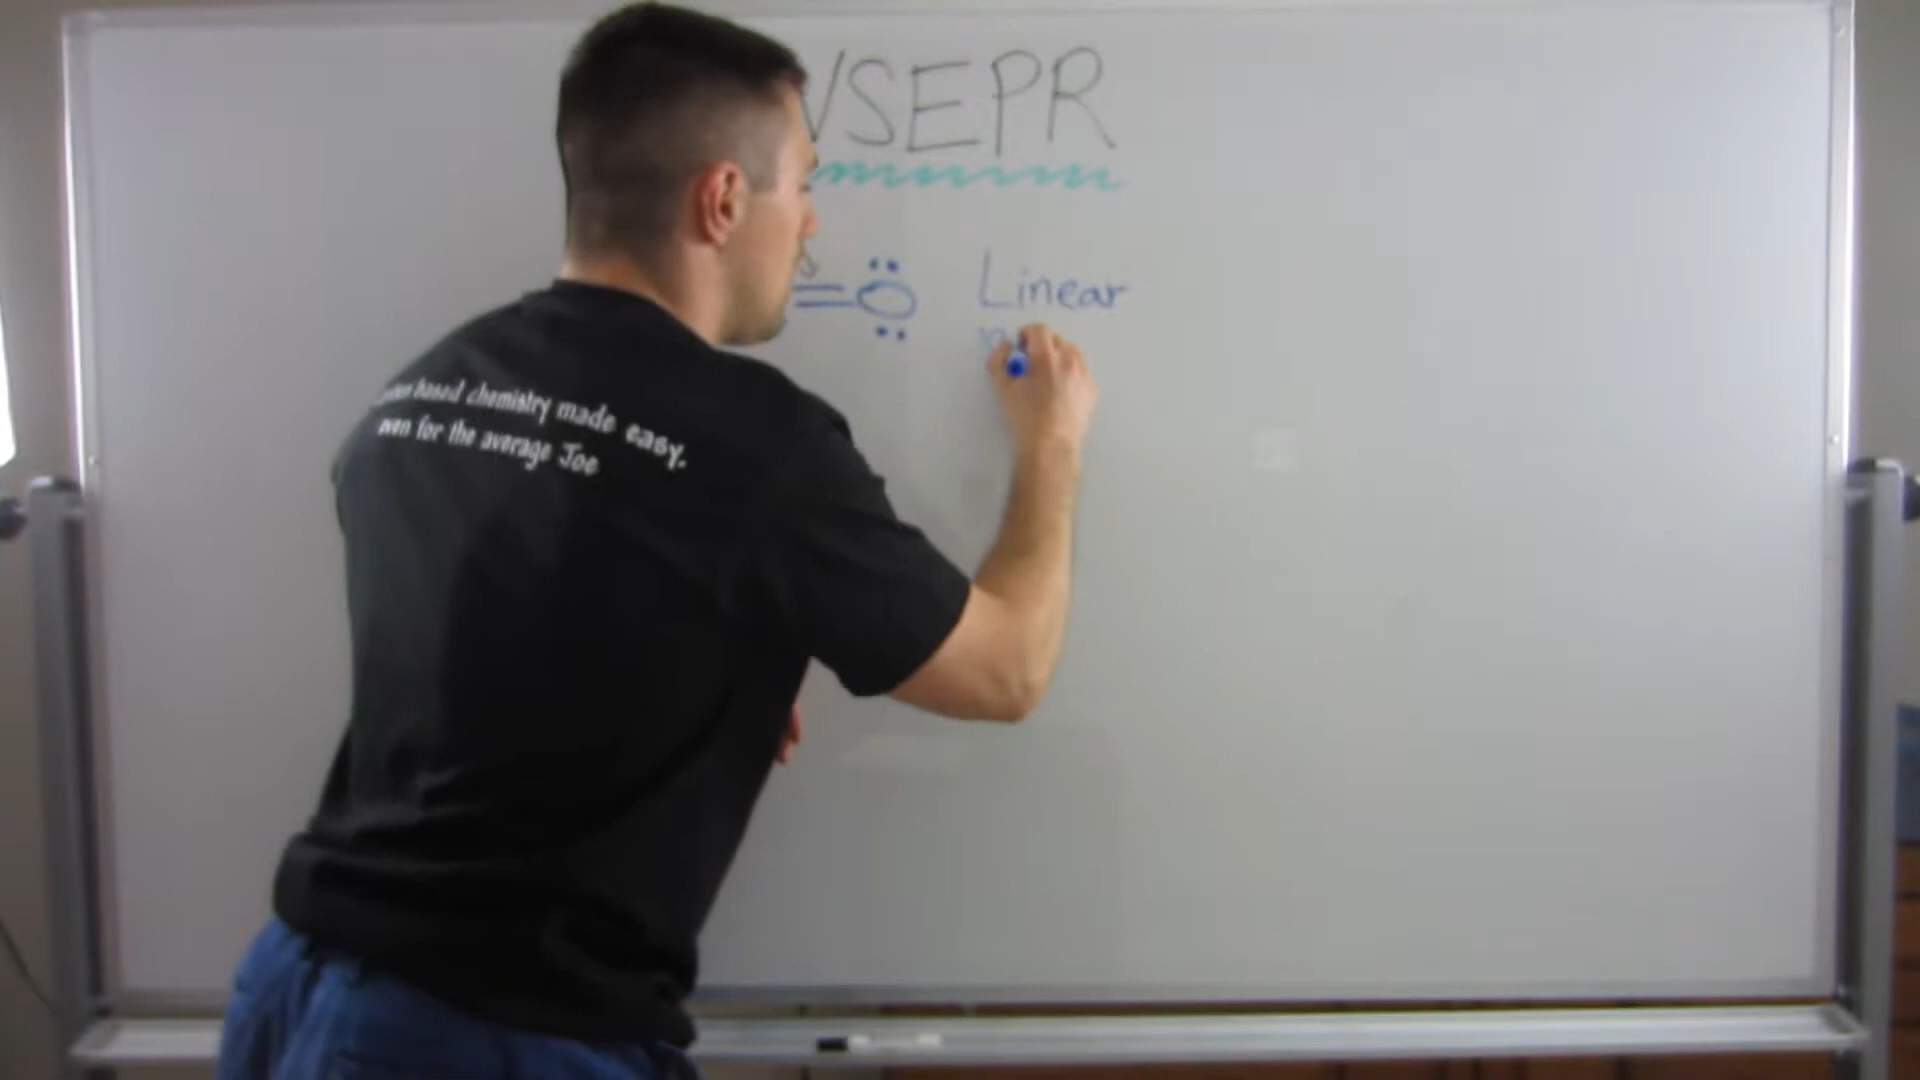 VSEPR
=O Linear
based chemistry made easy.
even for the average Joe